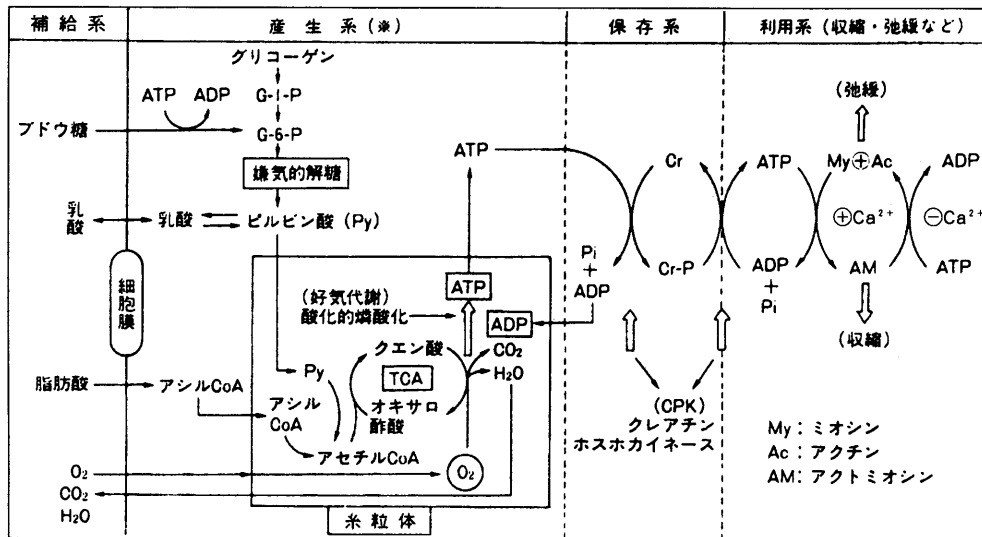 補給系
産生系(※)
保存系
利用系(収縮・弛緩など)
グリコーゲン
ATP ADP
G-1-P
ブドウ糖
G-6-P
嫌気的解糖
乳酸
乳酸
ピルビン酸(Py)
細胞膜
ATP
(好気代謝)
酸化的燐酸化
ATP
ADP
クエン酸
CO₂
H₂O
TCA
Py
オキサロ
酢酸
脂肪酸
アシルCoA
アシル
CoA
アセチルCoA
O₂
O₂
CO₂
H₂O
糸粒体
Cr
Pi
+
ADP
Cr-P
(CPK)
クレアチン
ホスホカイネース
ATP
ADP
+
Pi
(弛緩)
My⊕Ac
ADP
⊕Ca²⁺
⊖Ca²⁺
AM
ATP
(収縮)
My:ミオシン
Ac:アクチン
AM:アクトミオシン